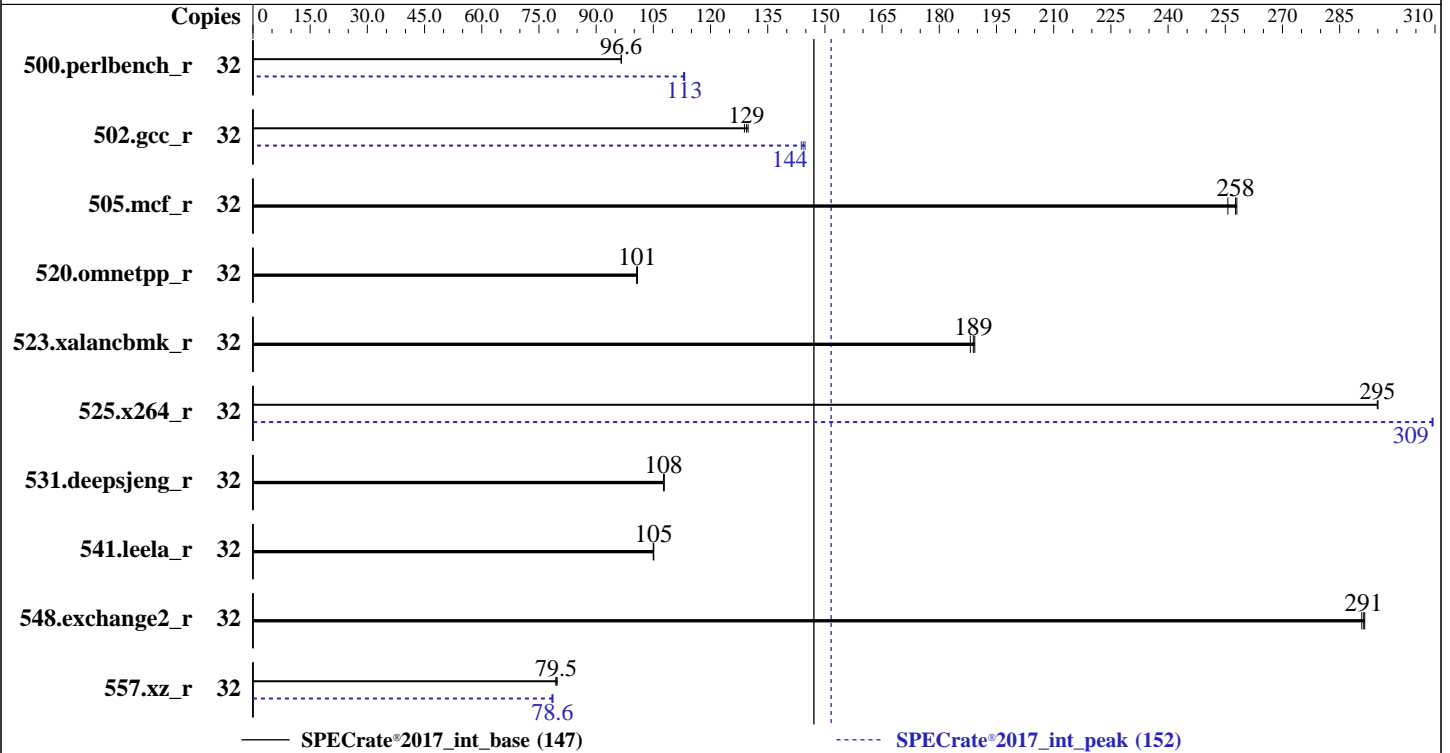 Copies 0 15.0 30.0 45.0 60.0 75.0 90.0 105 120 135 150 165 180 195 210 225 240 255 270 285 310
96.6
500.perlbench_r 32
113
129
502.gcc_r 32
144
258
505.mcf_r 32
101
520.omnetpp_r 32
189
523.xalancbmk_r 32
295
525.x264_r 32
309
108
531.deepsjeng_r 32
105
541.leela_r 32
291
548.exchange2_r 32
79.5
557.xz_r 32
78.6
SPECrate®2017_int_base (147) SPECrate®2017_int_peak (152)